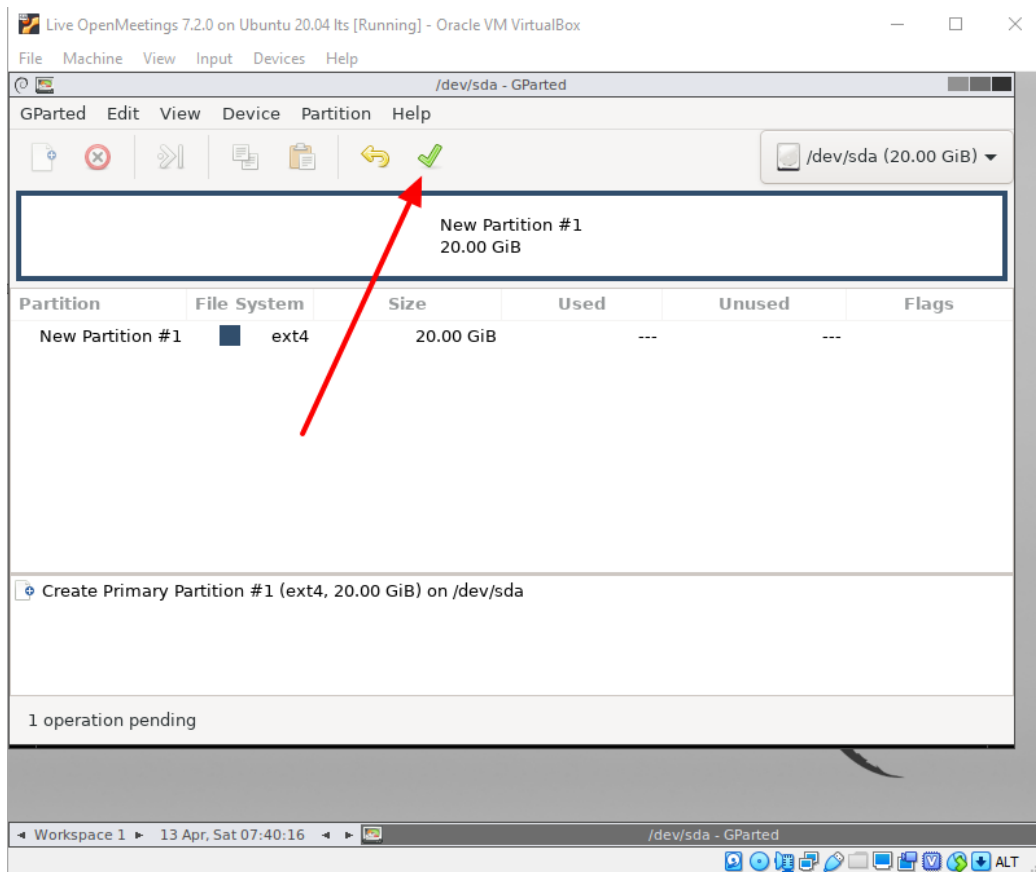 Live OpenMeetings 7.2.0 on Ubuntu 20.04 lts [Running] - Oracle VM VirtualBox
File Machine View Input Devices Help
/dev/sda - GParted
GParted Edit View Device Partition Help
/dev/sda (20.00 GiB)
New Partition #1
20.00 GiB
Partition File System Size Used Unused Flags
New Partition #1 ext4 20.00 GiB --- ---
Create Primary Partition #1 (ext4, 20.00 GiB) on /dev/sda
1 operation pending
Workspace 1 13 Apr, Sat 07:40:16 /dev/sda - GParted
ALT